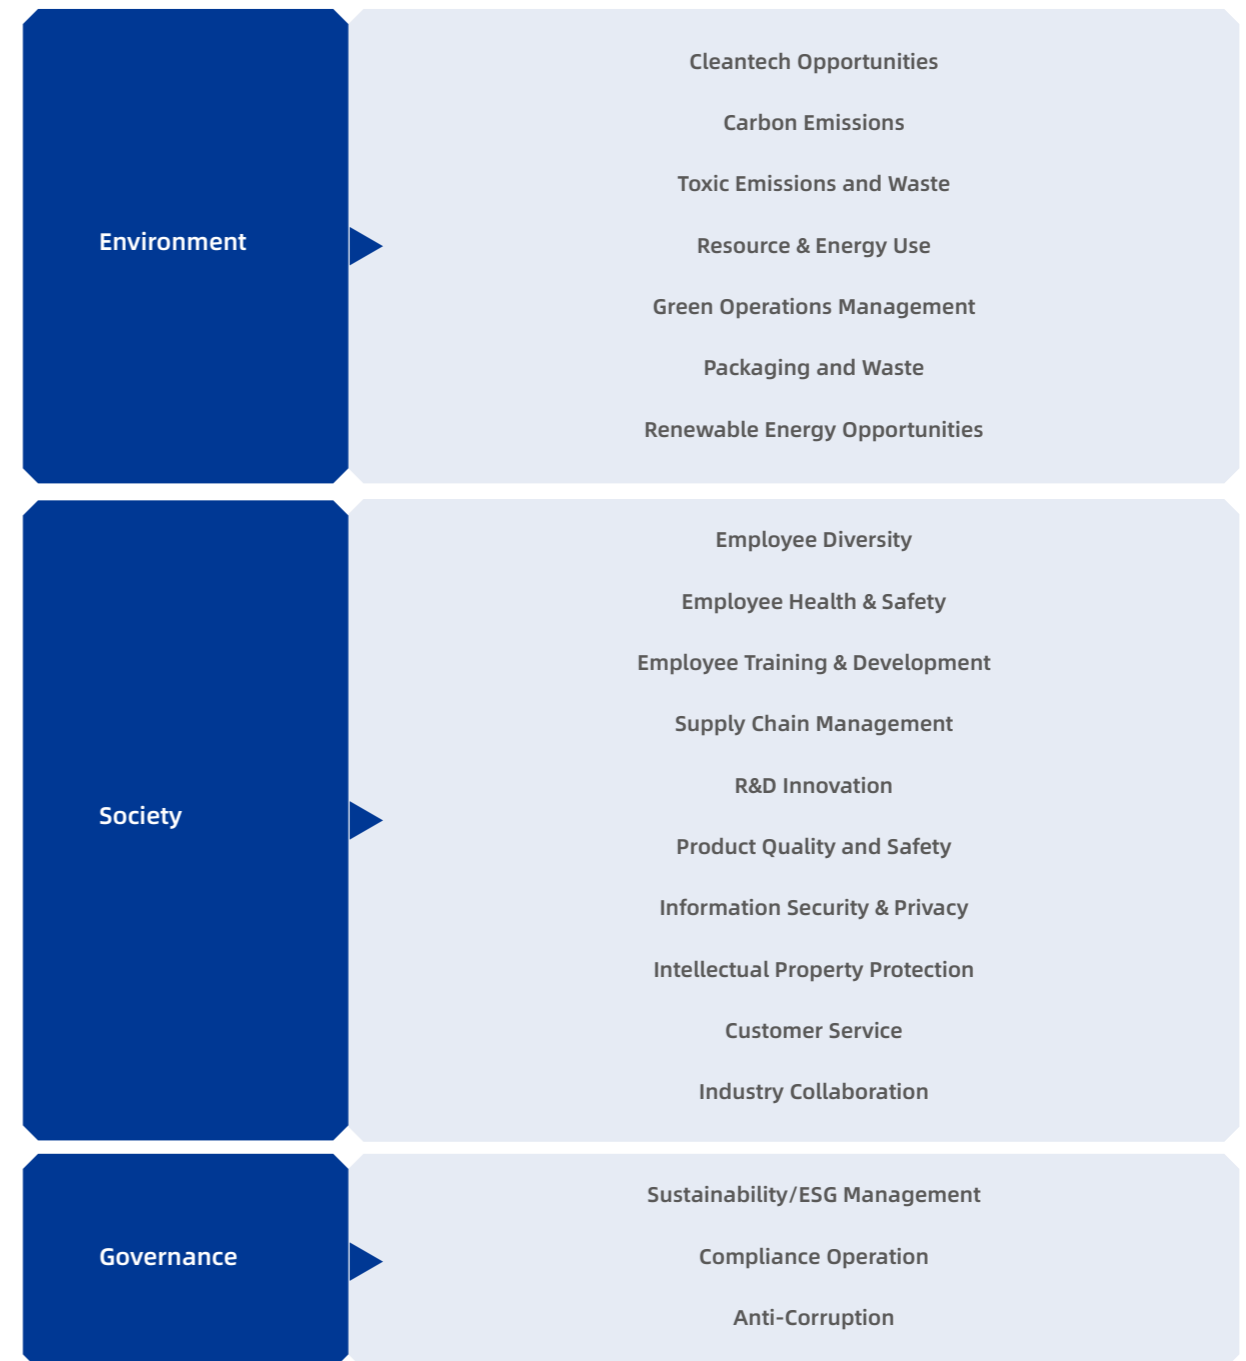 Environment
Cleantech Opportunities
Carbon Emissions
Toxic Emissions and Waste
Resource & Energy Use
Green Operations Management
Packaging and Waste
Renewable Energy Opportunities
Society
Employee Diversity
Employee Health & Safety
Employee Training & Development
Supply Chain Management
R&D Innovation
Product Quality and Safety
Information Security & Privacy
Intellectual Property Protection
Customer Service
Industry Collaboration
Governance
Sustainability/ESG Management
Compliance Operation
Anti-Corruption